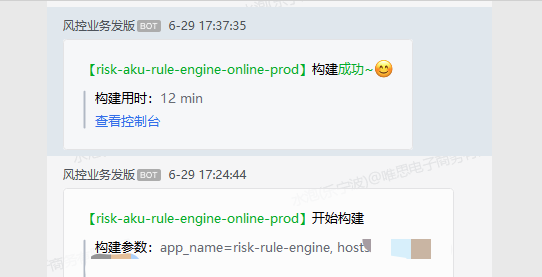 风控业务发版 BOT 6-29 17:37:35
【risk-aku-rule-engine-online-prod】构建成功~😊
构建用时：12 min
查看控制台
风控业务发版 BOT 6-29 17:24:44
【risk-aku-rule-engine-online-prod】开始构建
构建参数：app_name=risk-rule-engine, hosts